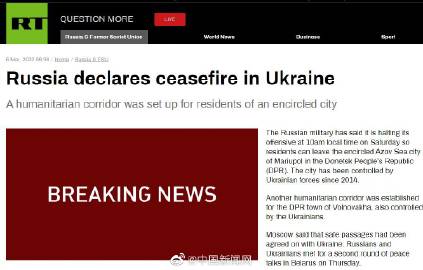 RT
QUESTION MORE
LIVE
Russia & Former Soviet Union
World News
Business
Sport
Home / Russia & FSU
Russia declares ceasefire in Ukraine
A humanitarian corridor was set up for residents of an encircled city
BREAKING NEWS
The Russian military has said it is halting its
offensive at 10am local time on Saturday so
residents can leave the encircled Azov Sea city
of Mariupol in the Donetsk People's Republic
(DPR). The city has been controlled by
Ukrainian forces since 2014.
Another humanitarian corridor was established
for the DPR town of Volnovakha, also controlled
by the Ukrainians.
Moscow said that safe passages had been
agreed on with Ukraine; Russians and
Ukrainians met for a second round of peace
talks in Belarus on Thursday.
@中国新闻网